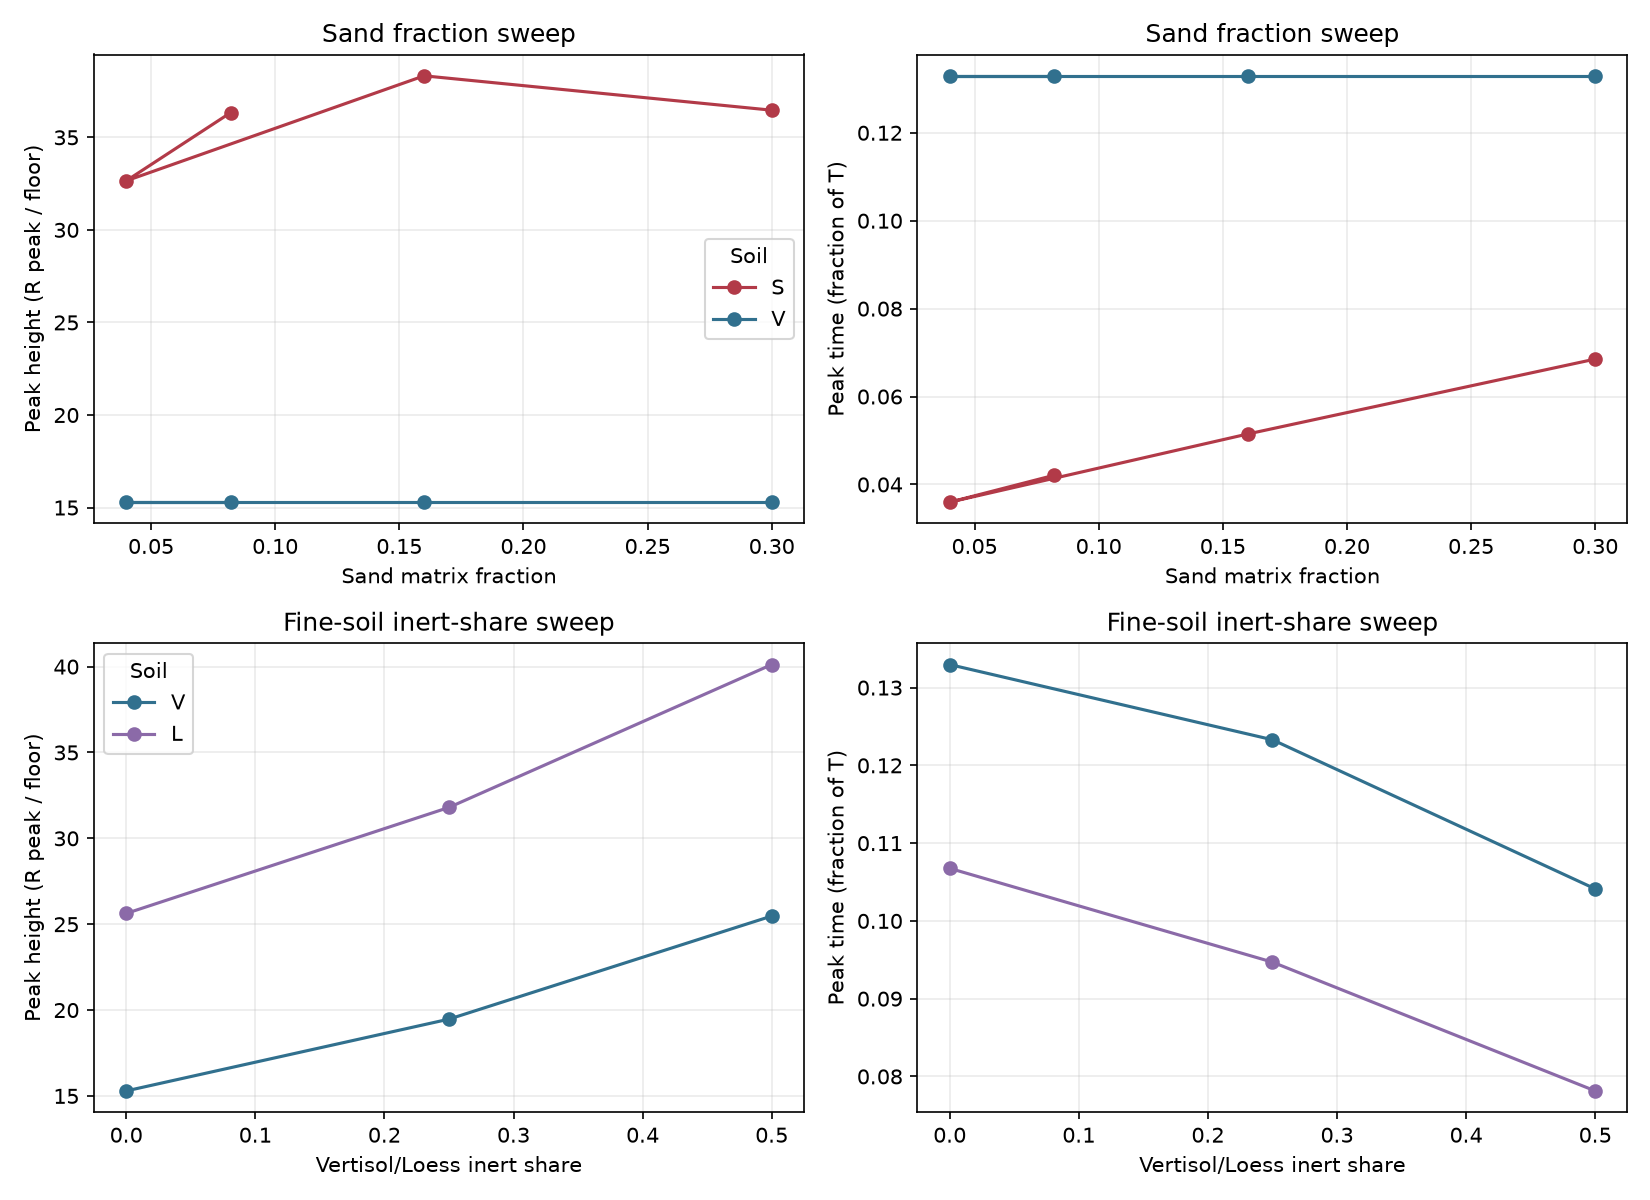 Sand fraction sweep
Peak height (R peak / floor)
35
30
25
20
15
Soil
S
V
0.05 0.10 0.15 0.20 0.25 0.30
Sand matrix fraction
Sand fraction sweep
Peak time (fraction of T)
0.12
0.10
0.08
0.06
0.04
0.05 0.10 0.15 0.20 0.25 0.30
Sand matrix fraction
Fine-soil inert-share sweep
Peak height (R peak / floor)
40
35
30
25
20
15
Soil
V
L
0.0 0.1 0.2 0.3 0.4 0.5
Vertisol/Loess inert share
Fine-soil inert-share sweep
Peak time (fraction of T)
0.13
0.12
0.11
0.10
0.09
0.08
0.0 0.1 0.2 0.3 0.4 0.5
Vertisol/Loess inert share